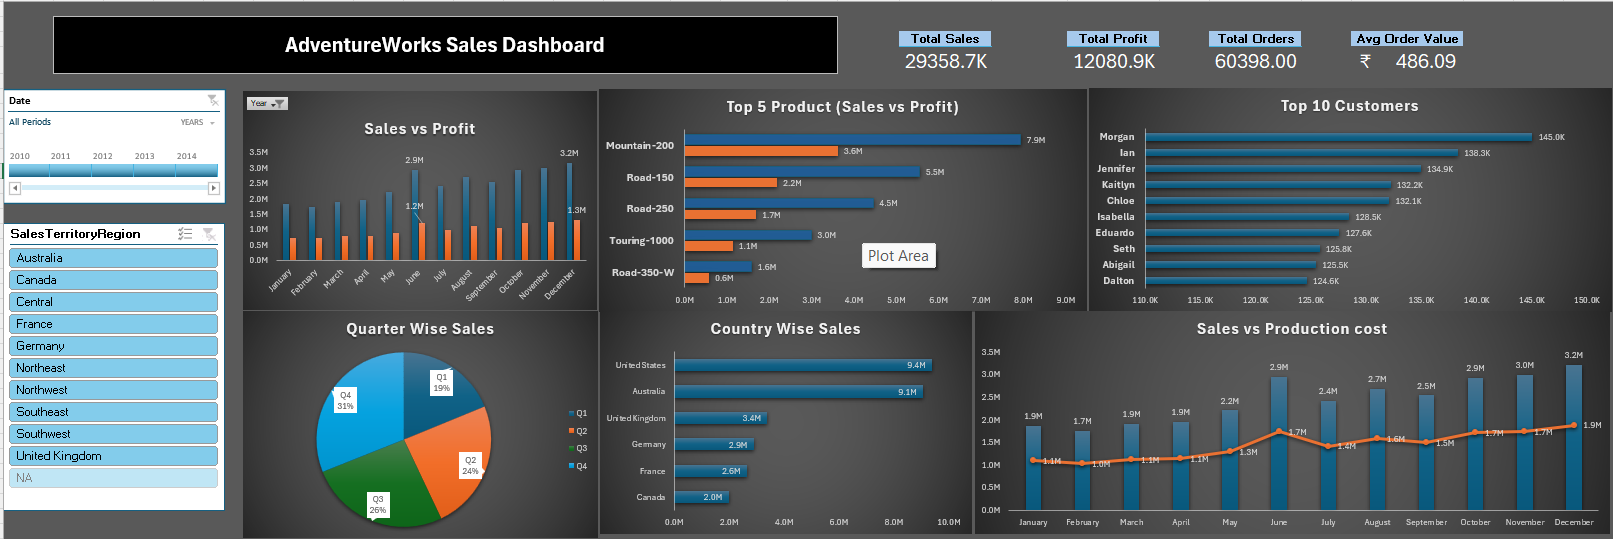 AdventureWorks Sales Dashboard
Total Sales
29358.7K
Total Profit
12080.9K
Total Orders
60398.00
Avg Order Value
₹ 486.09
Date
All Periods
YEARS
2010 2011 2012 2013 2014
SalesTerritoryRegion
Australia
Canada
Central
France
Germany
Northeast
Northwest
Southeast
Southwest
United Kingdom
NA
Year
Sales vs Profit
3.5M
3.0M
2.5M
2.0M
1.5M
1.0M
0.5M
0.0M
2.9M
1.2M
3.2M
1.3M
January
February
March
April
May
June
July
August
September
October
November
December
Top 5 Product (Sales vs Profit)
Mountain-200
7.9M
3.6M
Road-150
5.5M
2.2M
Road-250
4.5M
1.7M
Touring-1000
3.0M
1.1M
Road-350-W
1.6M
0.6M
Plot Area
0.0M 1.0M 2.0M 3.0M 4.0M 5.0M 6.0M 7.0M 8.0M 9.0M
Top 10 Customers
Morgan 145.0K
Ian 138.3K
Jennifer 134.9K
Kaitlyn 132.2K
Chloe 132.1K
Isabella 128.5K
Eduardo 127.6K
Seth 125.8K
Abigail 125.5K
Dalton 124.6K
110.0K 115.0K 120.0K 125.0K 130.0K 135.0K 140.0K 145.0K 150.0K
Quarter Wise Sales
Q1
19%
Q2
24%
Q3
26%
Q4
31%
Q1
Q2
Q3
Q4
Country Wise Sales
United States 9.4M
Australia 9.1M
United Kingdom 3.4M
Germany 2.9M
France 2.6M
Canada 2.0M
0.0M 2.0M 4.0M 6.0M 8.0M 10.0M
Sales vs Production cost
3.5M
3.0M
2.5M
2.0M
1.5M
1.0M
0.5M
0.0M
1.9M 1.7M 1.9M 1.9M 2.2M 2.9M 2.4M 2.7M 2.5M 2.9M 3.0M 3.2M
1.1M 1.0M 1.1M 1.1M 1.3M 1.7M 1.4M 1.6M 1.5M 1.7M 1.7M 1.9M
January February March April May June July August September October November December